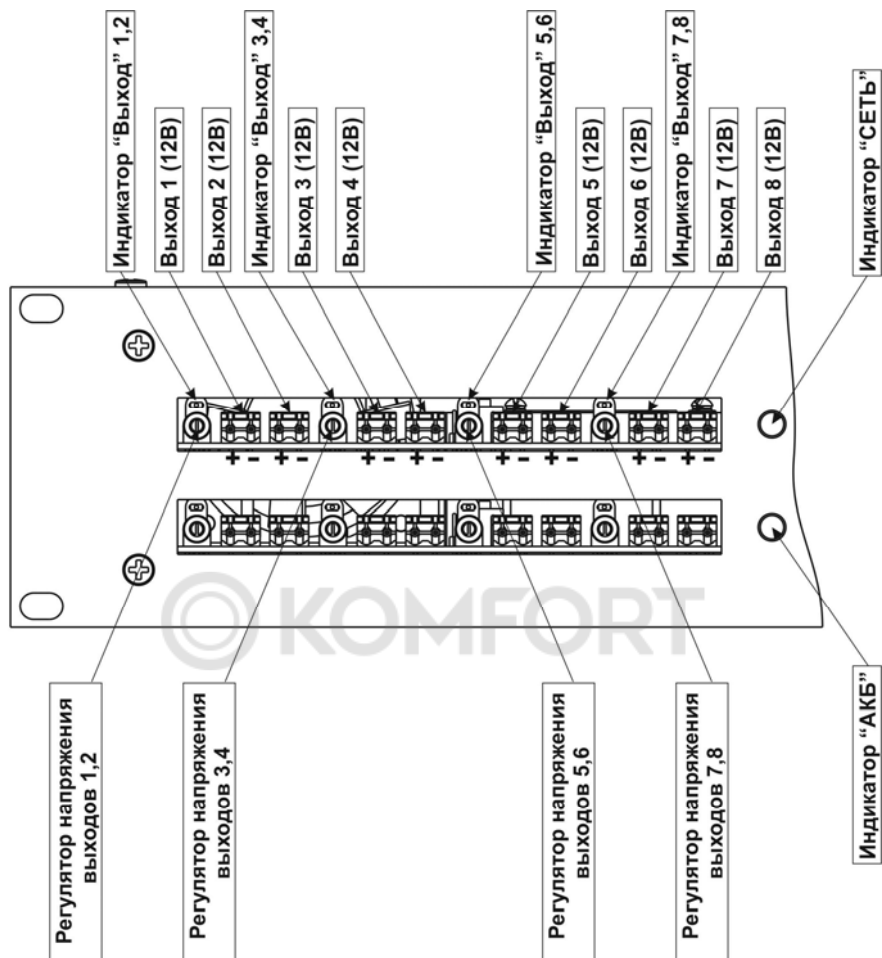 Индикатор “Выход” 1,2
Выход 1 (12В)
Выход 2 (12В)
Индикатор “Выход” 3,4
Выход 3 (12В)
Выход 4 (12В)
Индикатор “Выход” 5,6
Выход 5 (12В)
Выход 6 (12В)
Индикатор “Выход” 7,8
Выход 7 (12В)
Выход 8 (12В)
Индикатор “СЕТЬ”
+ - + - + - + - + - + - + - + -
KOMFORT
Регулятор напряжения
выходов 1,2
Регулятор напряжения
выходов 3,4
Регулятор напряжения
выходов 5,6
Регулятор напряжения
выходов 7,8
Индикатор “АКБ”